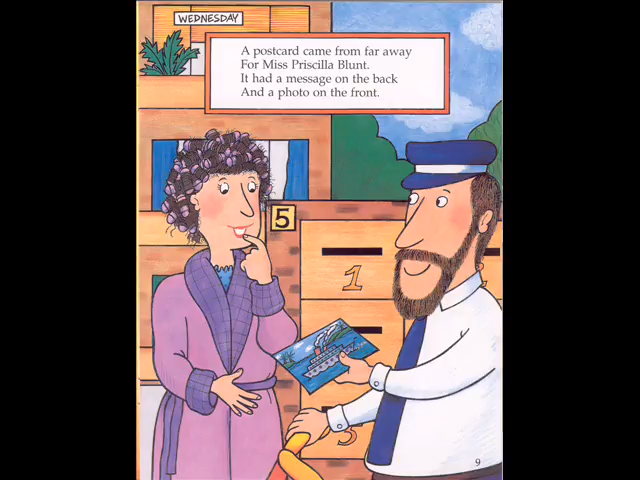 WEDNESDAY
A postcard came from far away
For Miss Priscilla Blunt.
It had a message on the back
And a photo on the front.
5
1
3
9